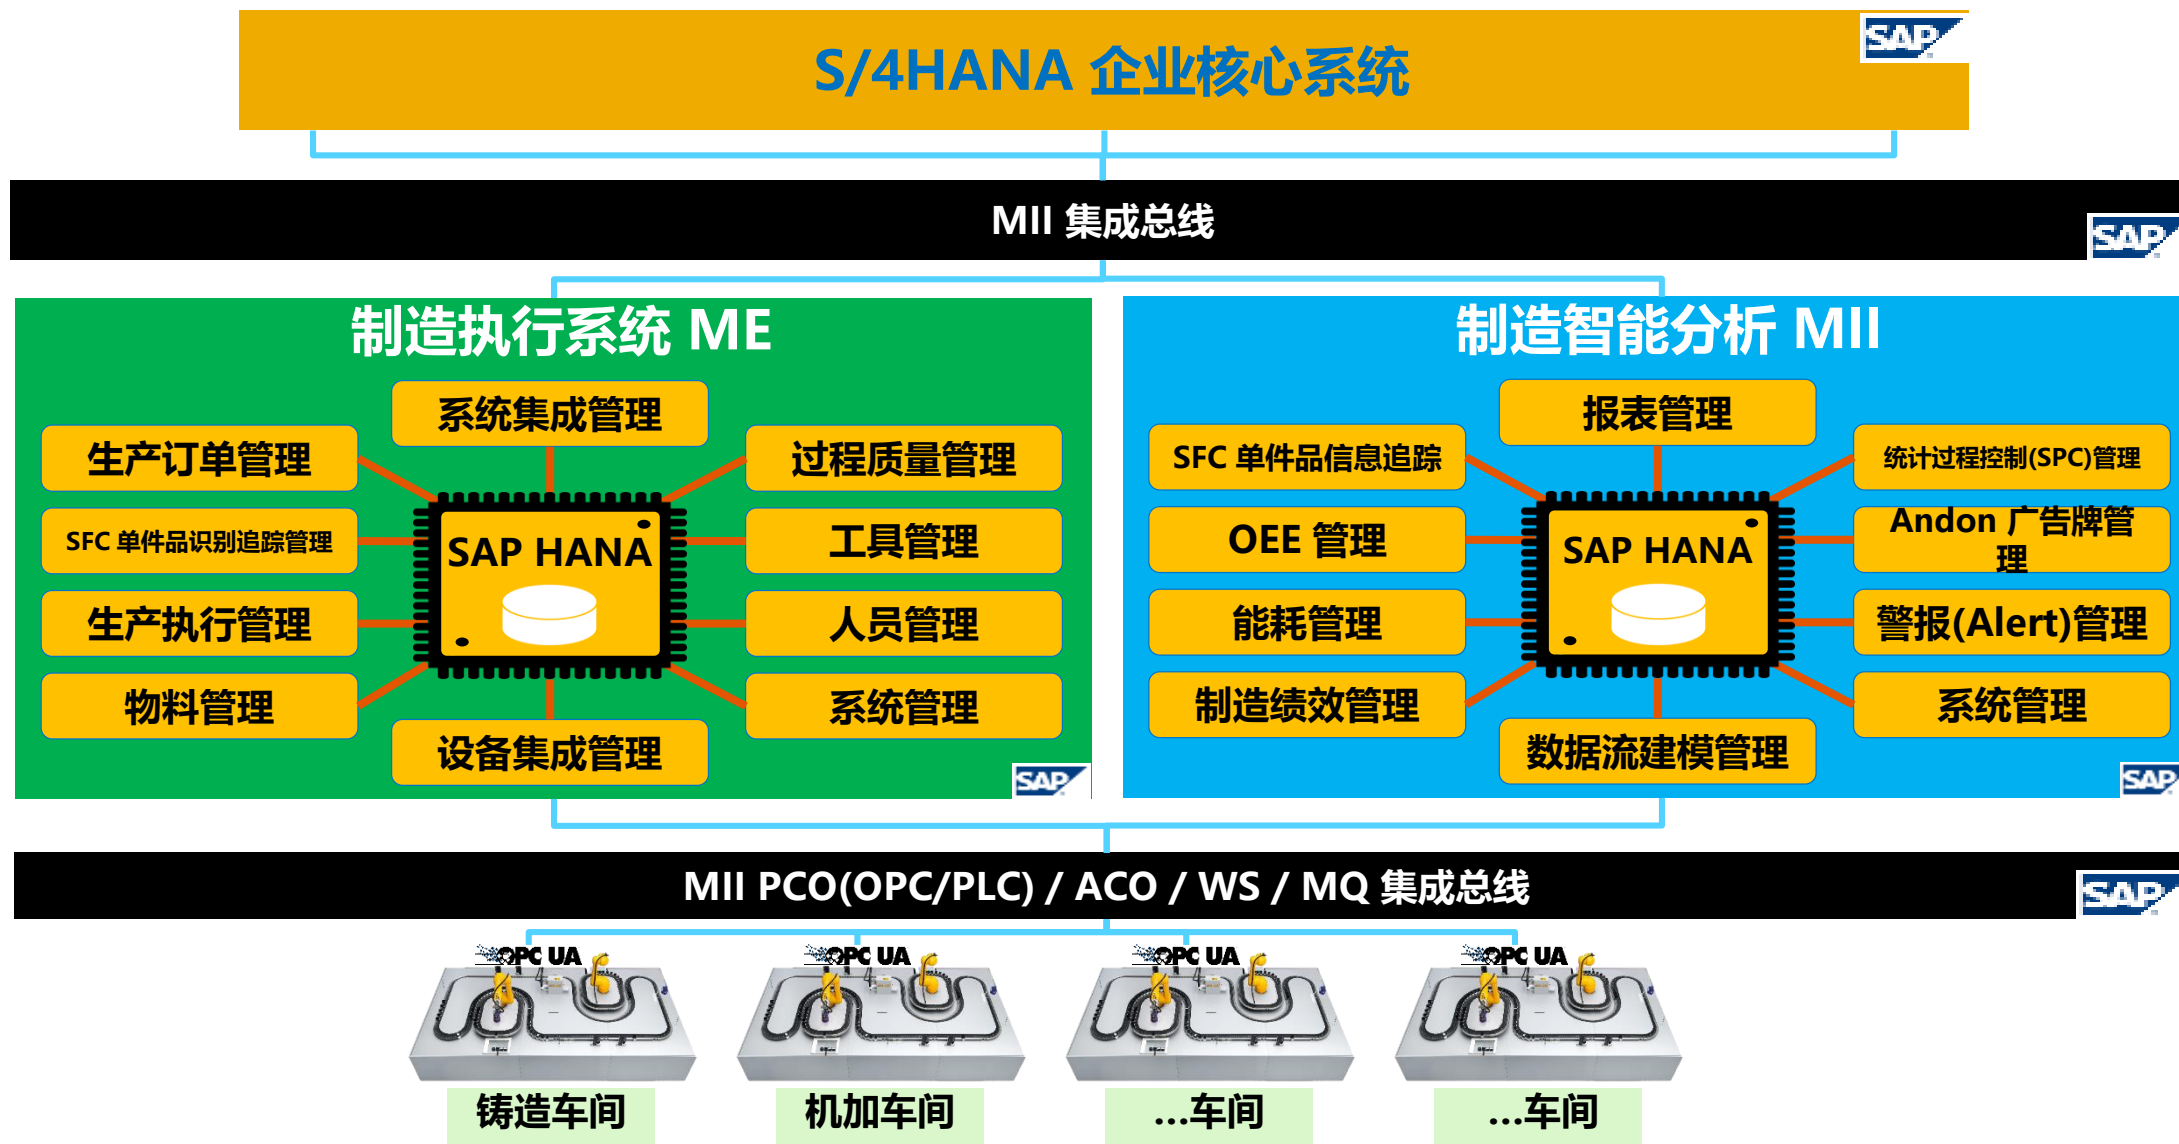 S/4HANA 企业核心系统
SAP
MII 集成总线
SAP
制造执行系统 ME
系统集成管理
生产订单管理
过程质量管理
SFC 单件品识别追踪管理
工具管理
SAP HANA
生产执行管理
人员管理
物料管理
系统管理
设备集成管理
SAP
制造智能分析 MII
报表管理
SFC 单件品信息追踪
统计过程控制(SPC)管理
OEE 管理
Andon 广告牌管
理
SAP HANA
能耗管理
警报(Alert)管理
制造绩效管理
系统管理
数据流建模管理
SAP
MII PCO(OPC/PLC) / ACO / WS / MQ 集成总线
SAP
OPC UA
OPC UA
OPC UA
OPC UA
铸造车间
机加车间
...车间
...车间